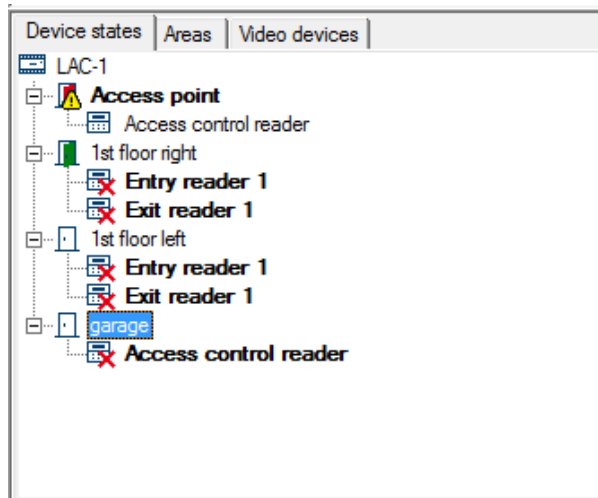 Device states Areas Video devices
LAC-1
Access point
Access control reader
1st floor right
Entry reader 1
Exit reader 1
1st floor left
Entry reader 1
Exit reader 1
garage
Access control reader